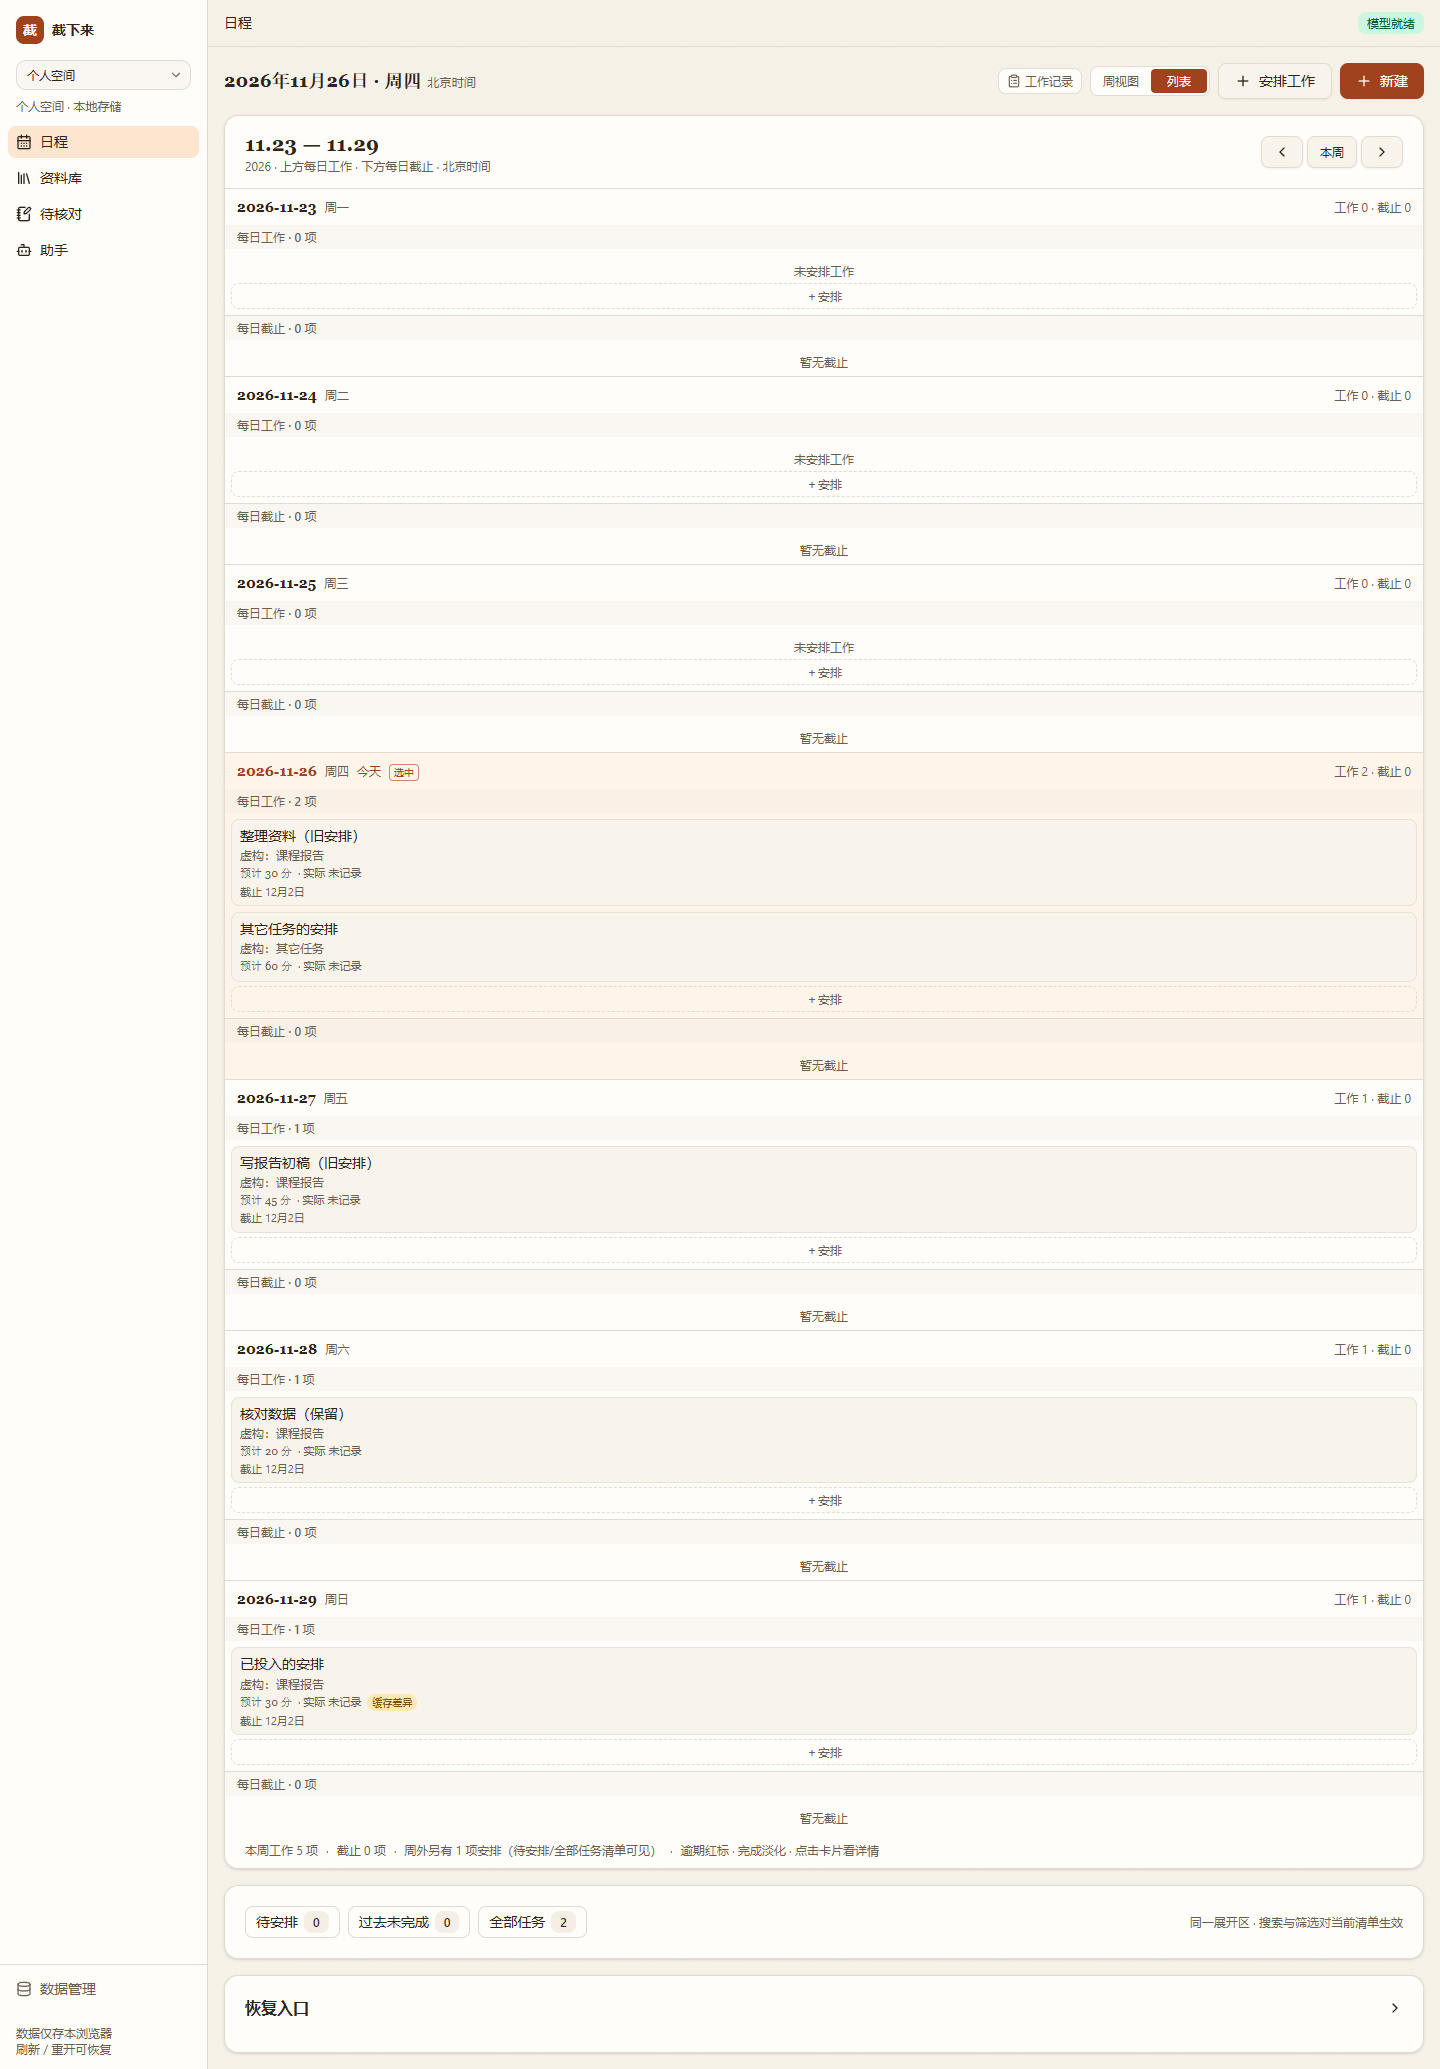 截 截下来
个人空间
个人空间 · 本地存储
日程
资料库
待核对
助手
数据管理
数据仅存本浏览器
刷新 / 重开可恢复
日程
模型就绪
2026年11月26日 · 周四 北京时间
工作记录
周视图 列表
+ 安排工作
+ 新建
11.23 — 11.29
2026 · 上方每日工作 · 下方每日截止 · 北京时间
本周
2026-11-23 周一 工作 0 · 截止 0
每日工作 · 0 项
未安排工作
+ 安排
每日截止 · 0 项
暂无截止
2026-11-24 周二 工作 0 · 截止 0
每日工作 · 0 项
未安排工作
+ 安排
每日截止 · 0 项
暂无截止
2026-11-25 周三 工作 0 · 截止 0
每日工作 · 0 项
未安排工作
+ 安排
每日截止 · 0 项
暂无截止
2026-11-26 周四 今天 选中 工作 2 · 截止 0
每日工作 · 2 项
整理资料（旧安排）
虚构：课程报告
预计 30 分 · 实际 未记录
截止 12月2日
其它任务的安排
虚构：其它任务
预计 60 分 · 实际 未记录
+ 安排
每日截止 · 0 项
暂无截止
2026-11-27 周五 工作 1 · 截止 0
每日工作 · 1 项
写报告初稿（旧安排）
虚构：课程报告
预计 45 分 · 实际 未记录
截止 12月2日
+ 安排
每日截止 · 0 项
暂无截止
2026-11-28 周六 工作 1 · 截止 0
每日工作 · 1 项
核对数据（保留）
虚构：课程报告
预计 20 分 · 实际 未记录
截止 12月2日
+ 安排
每日截止 · 0 项
暂无截止
2026-11-29 周日 工作 1 · 截止 0
每日工作 · 1 项
已投入的安排
虚构：课程报告
预计 30 分 · 实际 未记录 缓存差异
截止 12月2日
+ 安排
每日截止 · 0 项
暂无截止
本周工作 5 项 · 截止 0 项 · 周外另有 1 项安排（待安排/全部任务清单可见） · 逾期红标 · 完成淡化 · 点击卡片看详情
待安排 0 过去未完成 0 全部任务 2 同一展开区 · 搜索与筛选对当前清单生效
恢复入口